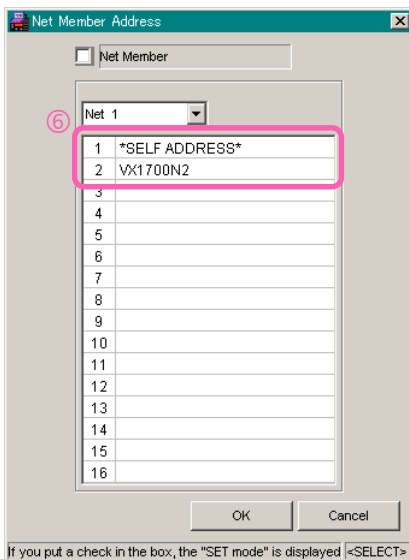 Net Member Address
Net Member
Net 1
⑥
1 *SELF ADDRESS*
2 VX1700N2
3
4
5
6
7
8
9
10
11
12
13
14
15
16
OK Cancel
If you put a check in the box, the "SET mode" is displayed <SELECT>